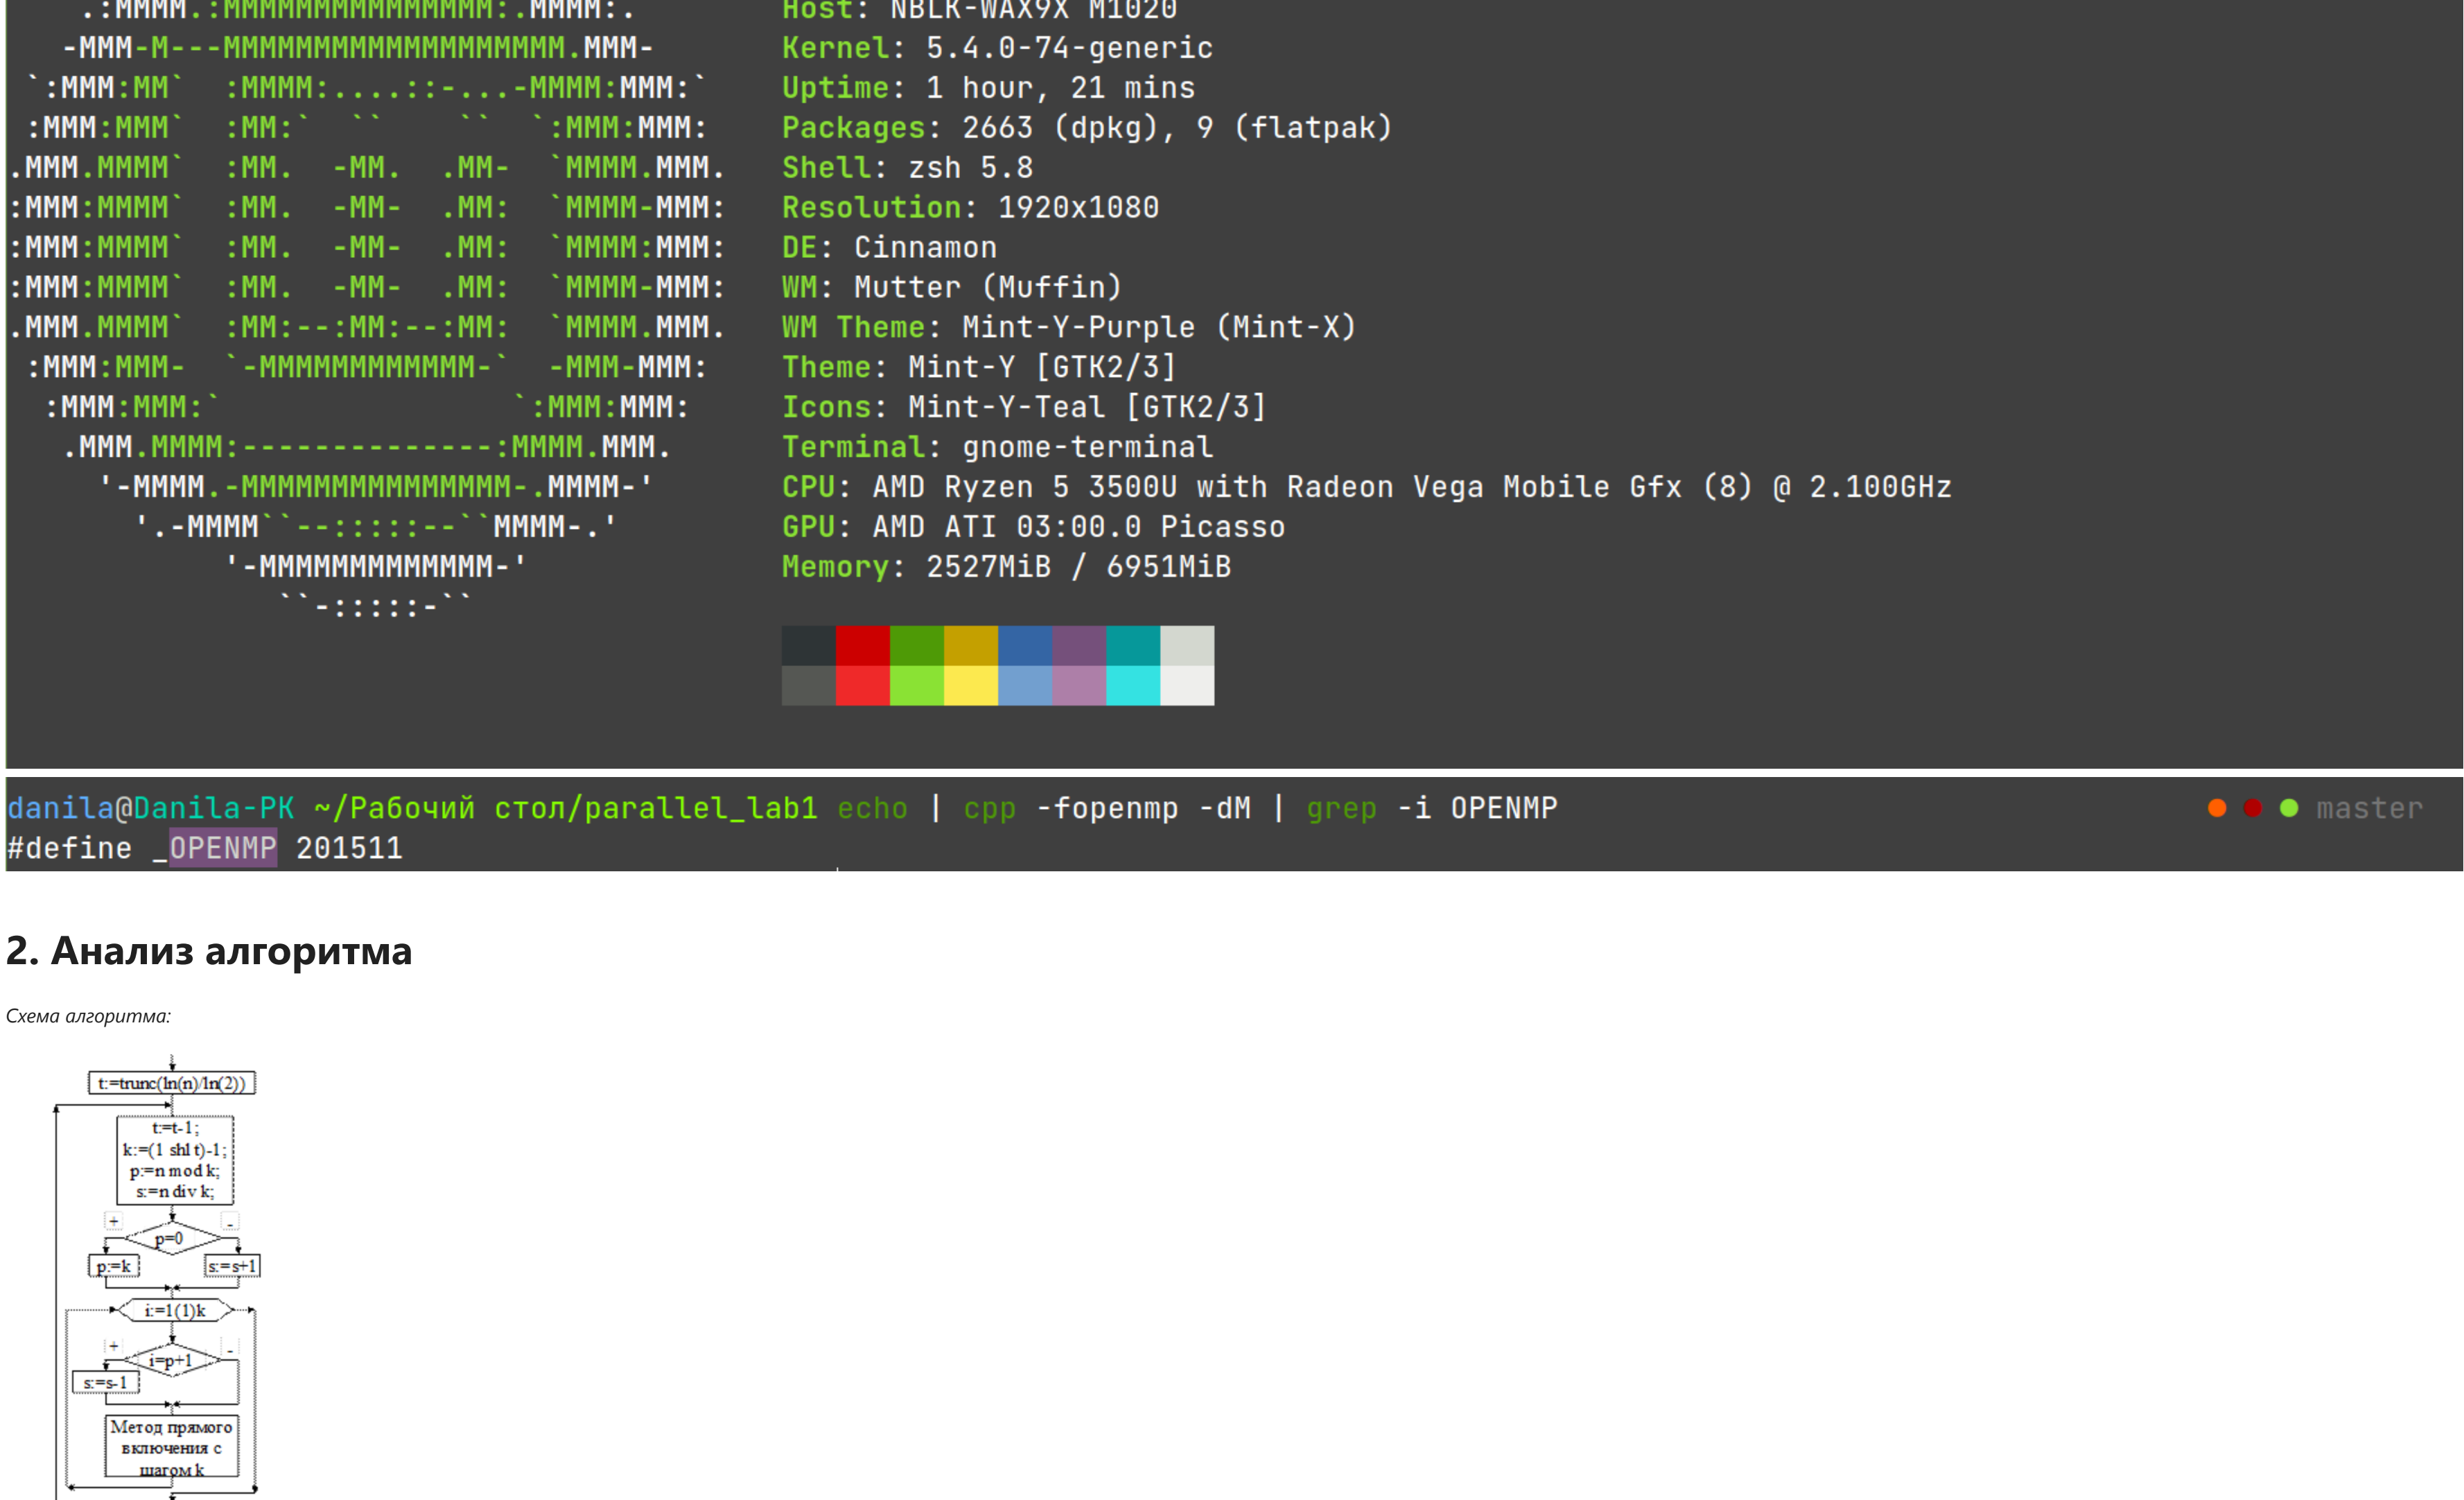 Host: NBLK-WAX9X M1020
Kernel: 5.4.0-74-generic
Uptime: 1 hour, 21 mins
Packages: 2663 (dpkg), 9 (flatpak)
Shell: zsh 5.8
Resolution: 1920x1080
DE: Cinnamon
WM: Mutter (Muffin)
WM Theme: Mint-Y-Purple (Mint-X)
Theme: Mint-Y [GTK2/3]
Icons: Mint-Y-Teal [GTK2/3]
Terminal: gnome-terminal
CPU: AMD Ryzen 5 3500U with Radeon Vega Mobile Gfx (8) @ 2.100GHz
GPU: AMD ATI 03:00.0 Picasso
Memory: 2527MiB / 6951MiB
danila@Danila-PK ~/Рабочий стол/parallel_lab1 echo | cpp -fopenmp -dM | grep -i OPENMP master
#define _OPENMP 201511
2. Анализ алгоритма
Схема алгоритма:
t:=trunc(ln(n)/ln(2))
t:=t-1;
k:=(1 shl t)-1;
p:=n mod k;
s:=n div k;
+ -
p=0
p:=k s:=s+1
i:=1(1)k
+ -
i=p+1
s:=s-1
Метод прямого
включения с
шагом k